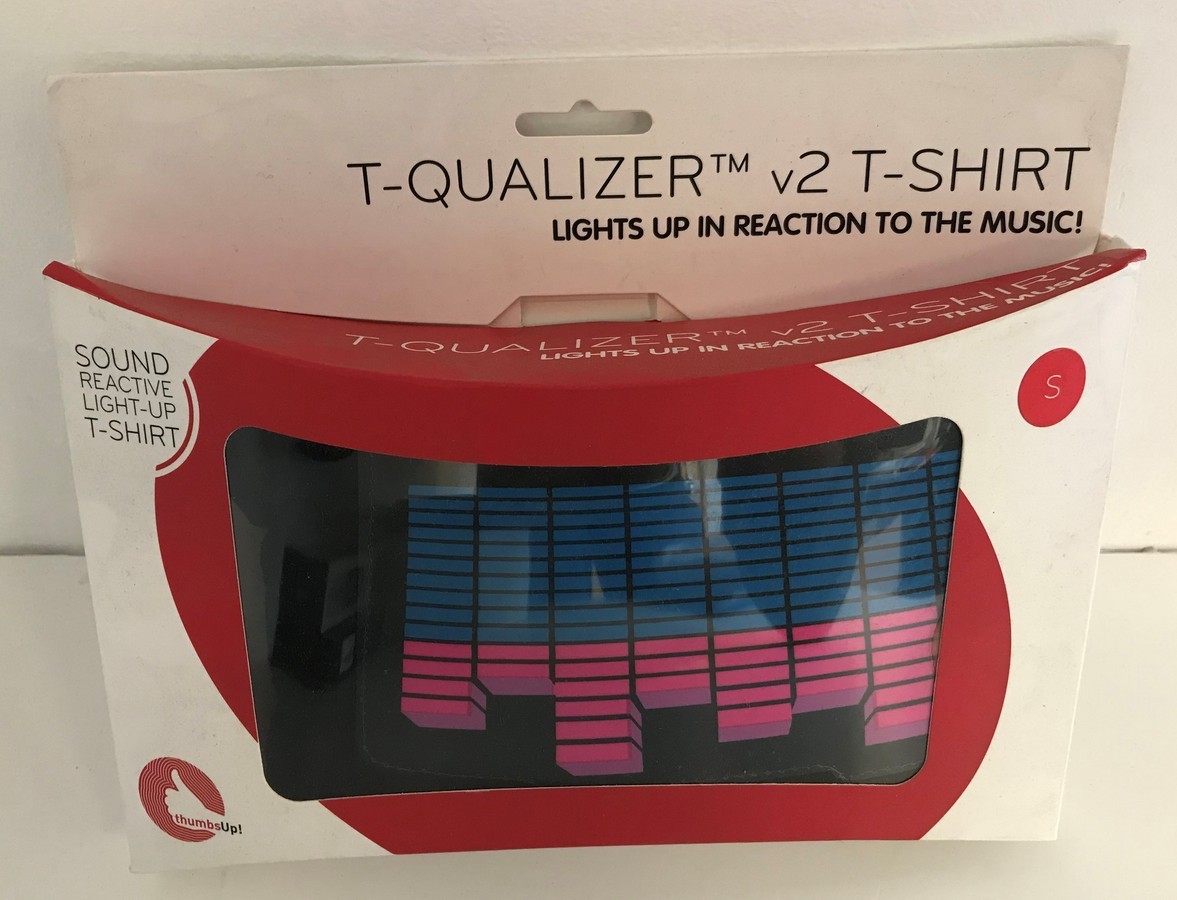 T-QUALIZER™ v2 T-SHIRT
LIGHTS UP IN REACTION TO THE MUSIC!
T-QUALIZER™ v2 T-SHIRT
LIGHTS UP IN REACTION TO THE MUSIC!
SOUND
REACTIVE
LIGHT-UP
T-SHIRT
S
thumbsUp!